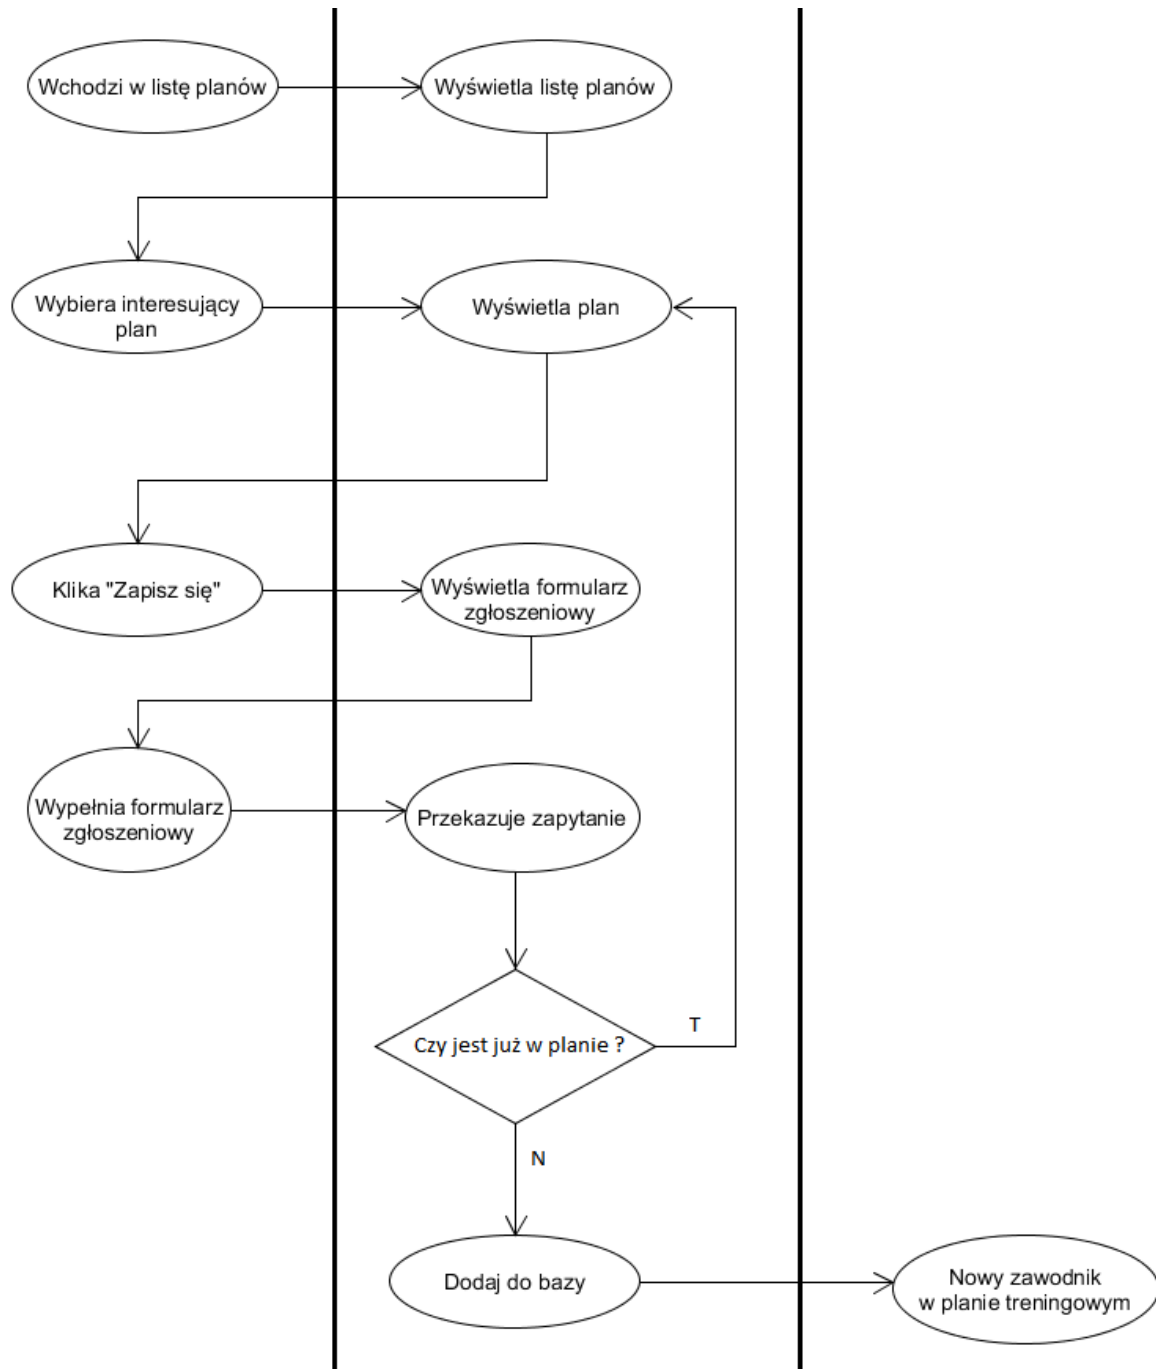 Wchodzi w listę planów
Wyświetla listę planów
Wybiera interesujący
plan
Wyświetla plan
Klika "Zapisz się"
Wyświetla formularz
zgłoszeniowy
Wypełnia formularz
zgłoszeniowy
Przekazuje zapytanie
Czy jest już w planie ?
T
N
Dodaj do bazy
Nowy zawodnik
w planie treningowym